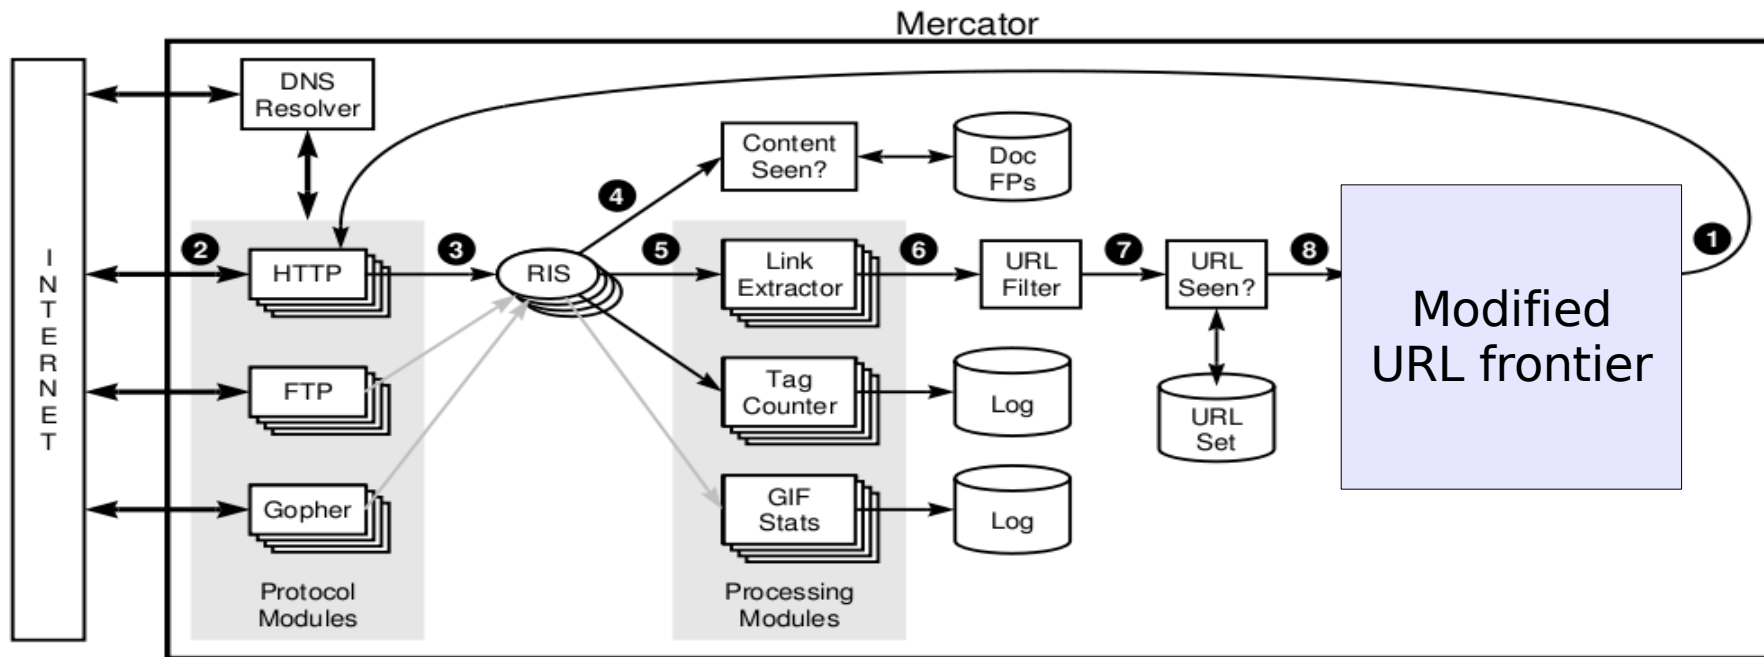 Mercator
INTERNET
DNS
Resolver
2
HTTP
FTP
Gopher
Protocol
Modules
3
RIS
4
5
Content
Seen?
Doc
FPs
Link
Extractor
Tag
Counter
Log
GIF
Stats
Log
Processing
Modules
6
URL
Filter
7
URL
Seen?
URL
Set
8
Modified
URL frontier
1